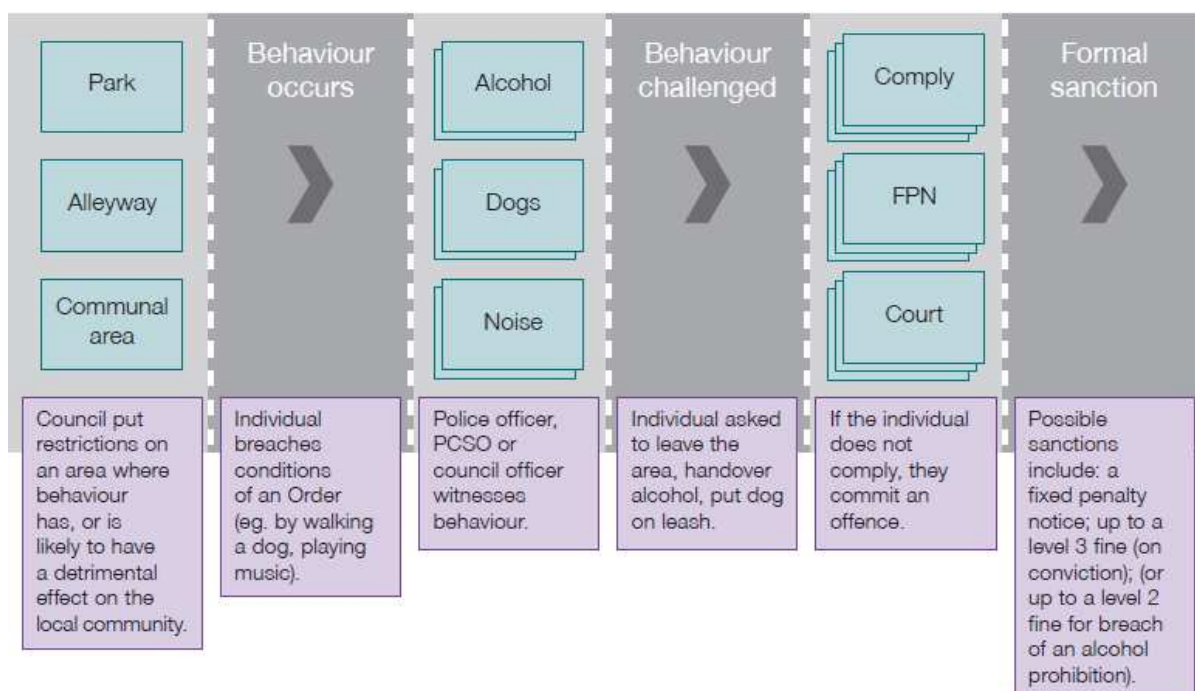 Park
Alleyway
Communal
area
Behaviour
occurs
Alcohol
Dogs
Noise
Behaviour
challenged
Comply
FPN
Court
Formal
sanction
Council put
restrictions on
an area where
behaviour
has, or is
likely to have
a detrimental
effect on the
local community.
Individual
breaches
conditions
of an Order
(eg. by walking
a dog, playing
music).
Police officer,
PCSO or
council officer
witnesses
behaviour.
Individual asked
to leave the
area, handover
alcohol, put dog
on leash.
If the individual
does not
comply, they
commit an
offence.
Possible
sanctions
include: a
fixed penalty
notice; up to a
level 3 fine (on
conviction); (or
up to a level 2
fine for breach
of an alcohol
prohibition).